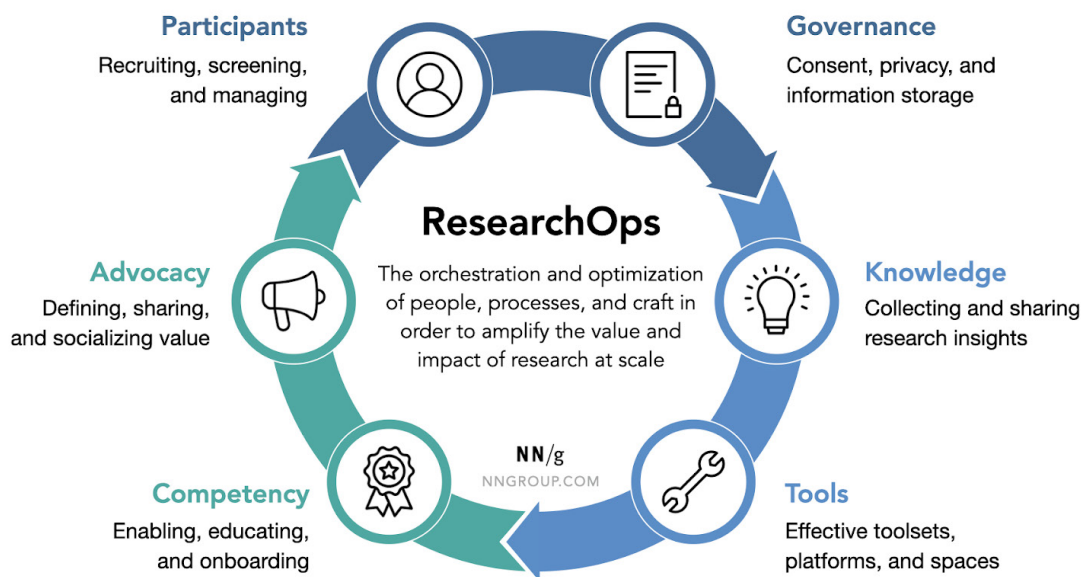 Participants
Recruiting, screening,
and managing
Governance
Consent, privacy, and
information storage
Advocacy
Defining, sharing,
and socializing value
ResearchOps
The orchestration and optimization
of people, processes, and craft in
order to amplify the value and
impact of research at scale
Knowledge
Collecting and sharing
research insights
NN/g
NNGROUP.COM
Competency
Enabling, educating,
and onboarding
Tools
Effective toolsets,
platforms, and spaces